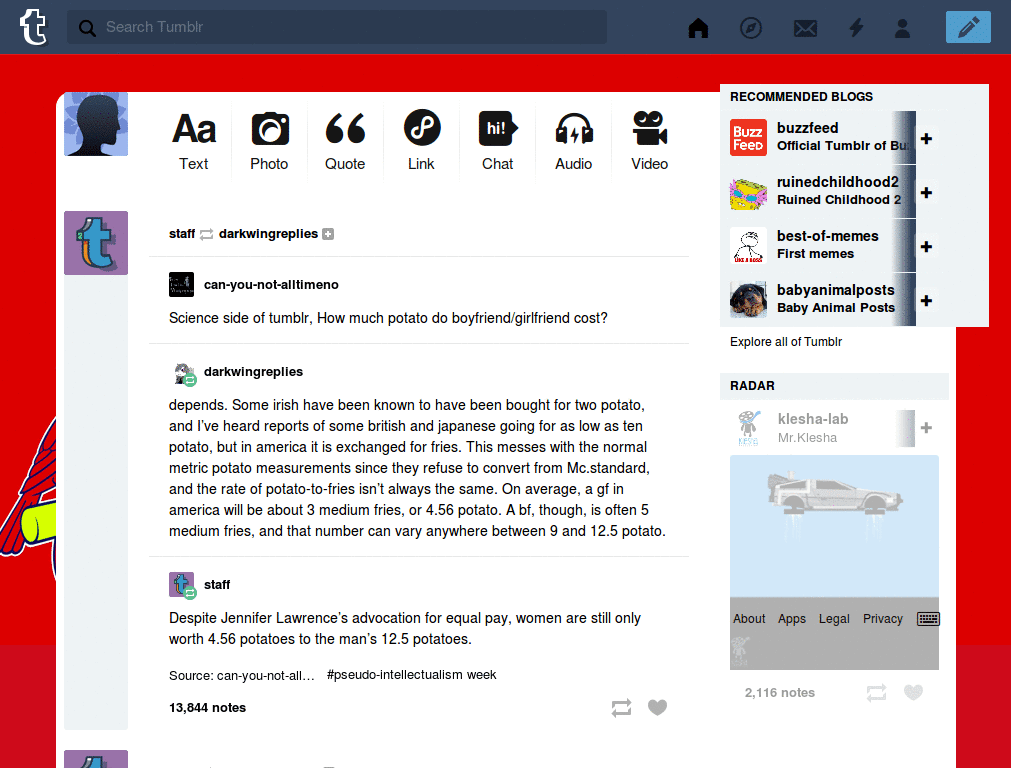 Search Tumblr
Aa
Text
Photo
Quote
Link
hi!
Chat
Audio
Video
staff darkwingreplies
can-you-not-alltimeno
Science side of tumblr, How much potato do boyfriend/girlfriend cost?
darkwingreplies
depends. Some irish have been known to have been bought for two potato,
and I've heard reports of some british and japanese going for as low as ten
potato, but in america it is exchanged for fries. This messes with the normal
metric potato measurements since they refuse to convert from Mc.standard,
and the rate of potato-to-fries isn't always the same. On average, a gf in
america will be about 3 medium fries, or 4.56 potato. A bf, though, is often 5
medium fries, and that number can vary anywhere between 9 and 12.5 potato.
staff
Despite Jennifer Lawrence's advocation for equal pay, women are still only
worth 4.56 potatoes to the man's 12.5 potatoes.
Source: can-you-not-all… #pseudo-intellectualism week
13,844 notes
RECOMMENDED BLOGS
BuzzFeed
buzzfeed
Official Tumblr of Bu
ruinedchildhood2
Ruined Childhood 2
best-of-memes
First memes
LIKE A BOSS
babyanimalposts
Baby Animal Posts
Explore all of Tumblr
RADAR
klesha-lab
Mr.Klesha
About Apps Legal Privacy
2,116 notes